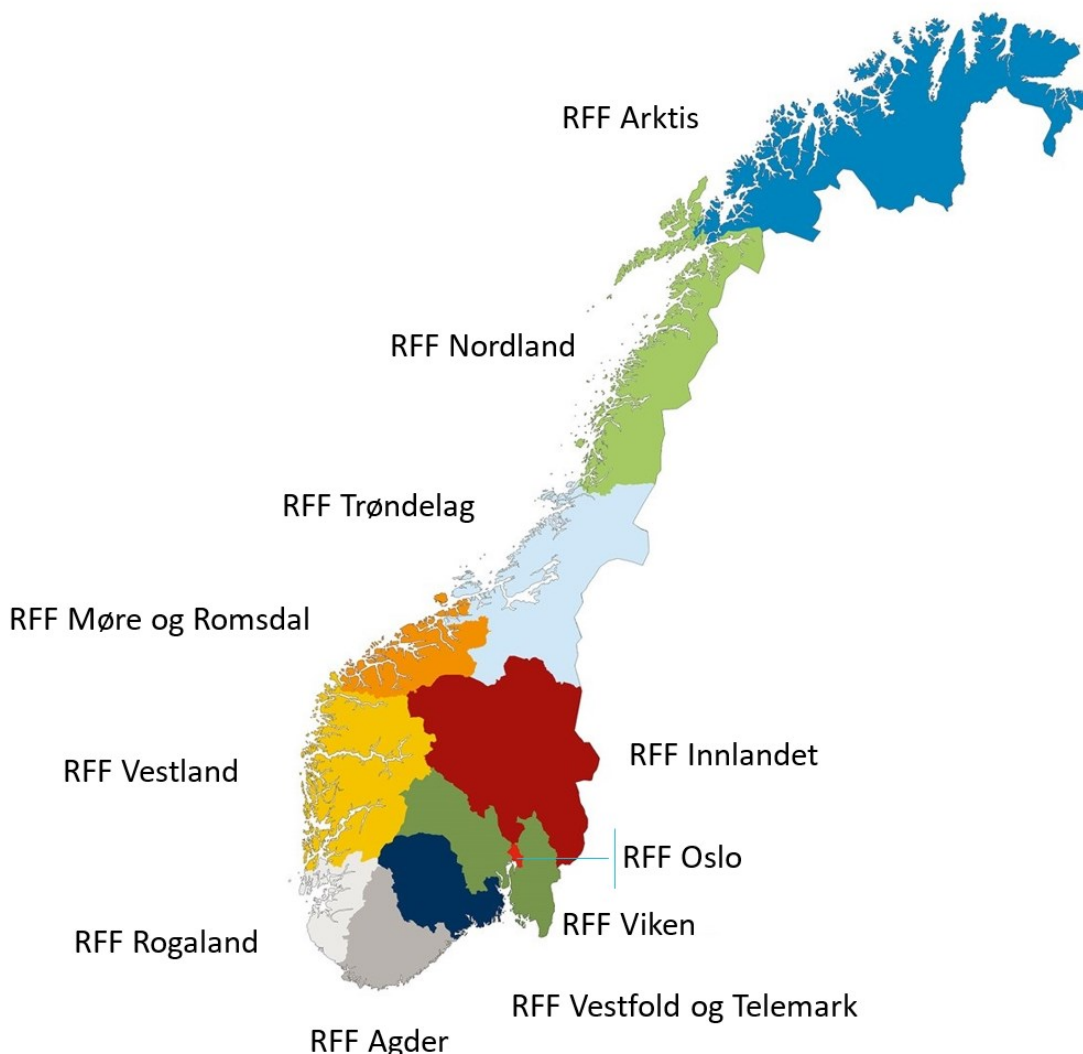 RFF Arktis
RFF Nordland
RFF Trøndelag
RFF Møre og Romsdal
RFF Vestland
RFF Innlandet
RFF Oslo
RFF Viken
RFF Rogaland
RFF Vestfold og Telemark
RFF Agder